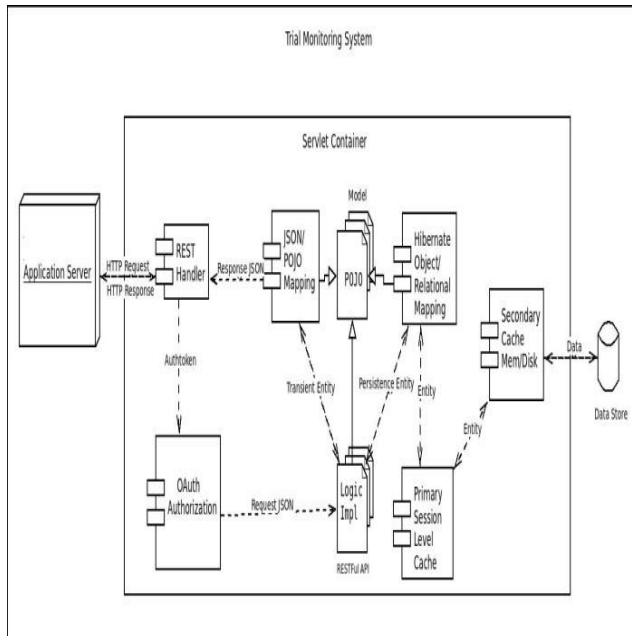 Trial Monitoring System
Servlet Container
Application Server
HTTP Request
HTTP Response
REST
Handler
Response JSON
JSON/
POJO
Mapping
Model
POJO
Hibernate
Object/
Relational
Mapping
Secondary
Cache
Mem/Disk
Data
Data Store
Authtoken
Transient Entity
Persistence Entity
Entity
Entity
OAuth
Authorization
Request JSON
Logic
Impl
RESTFul API
Primary
Session
Level
Cache